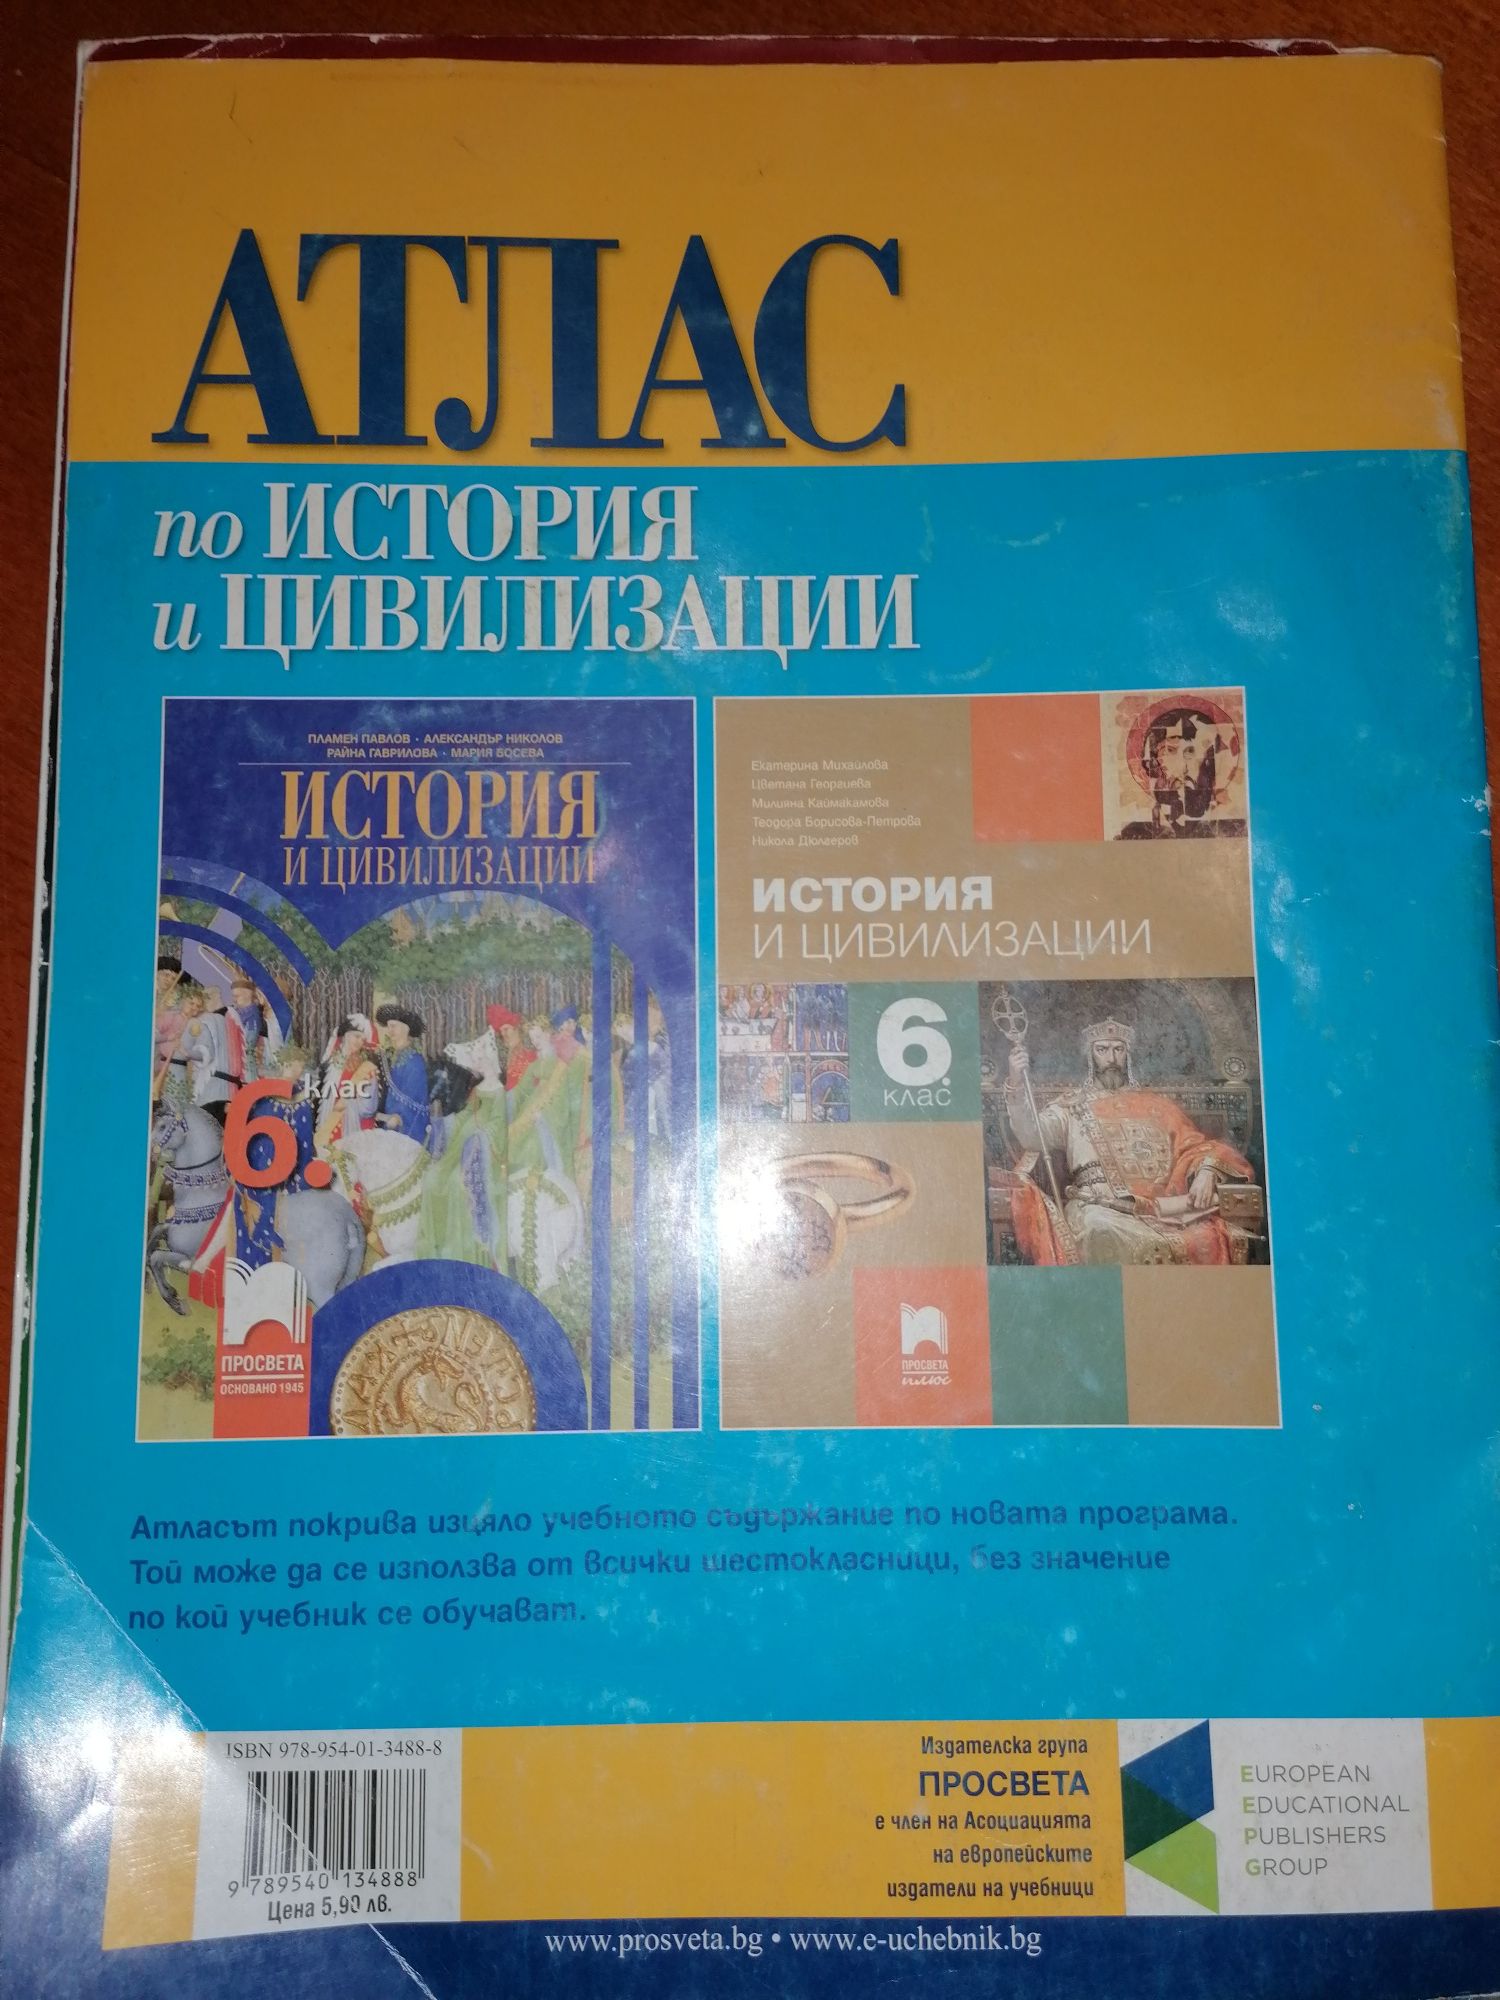 АТЛАС
по ИСТОРИЯ
и ЦИВИЛИЗАЦИИ
ПЛАМЕН ПАВЛОВ · АЛЕКСАНДЪР НИКОЛОВ
РАЙНА ГАВРИЛОВА · МАРИЯ БОСЕВА
ИСТОРИЯ
И ЦИВИЛИЗАЦИИ
6. клас
ПРОСВЕТА
ОСНОВАНО 1945
Екатерина Михайлова
Цветана Георгиева
Милияна Каймакамова
Теодора Борисова-Петрова
Никола Дюлгеров
ИСТОРИЯ
И ЦИВИЛИЗАЦИИ
6.
клас
ПРОСВЕТА
плюс
Атласът покрива изцяло учебното съдържание по новата програма.
Той може да се използва от всички шестокласници, без значение
по кой учебник се обучават.
ISBN 978-954-01-3488-8
9 789540 134888
Цена 5,90 лв.
Издателска група
ПРОСВЕТА
е член на Асоциацията
на европейските
издатели на учебници
EUROPEAN
EDUCATIONAL
PUBLISHERS
GROUP
www.prosveta.bg • www.e-uchebnik.bg